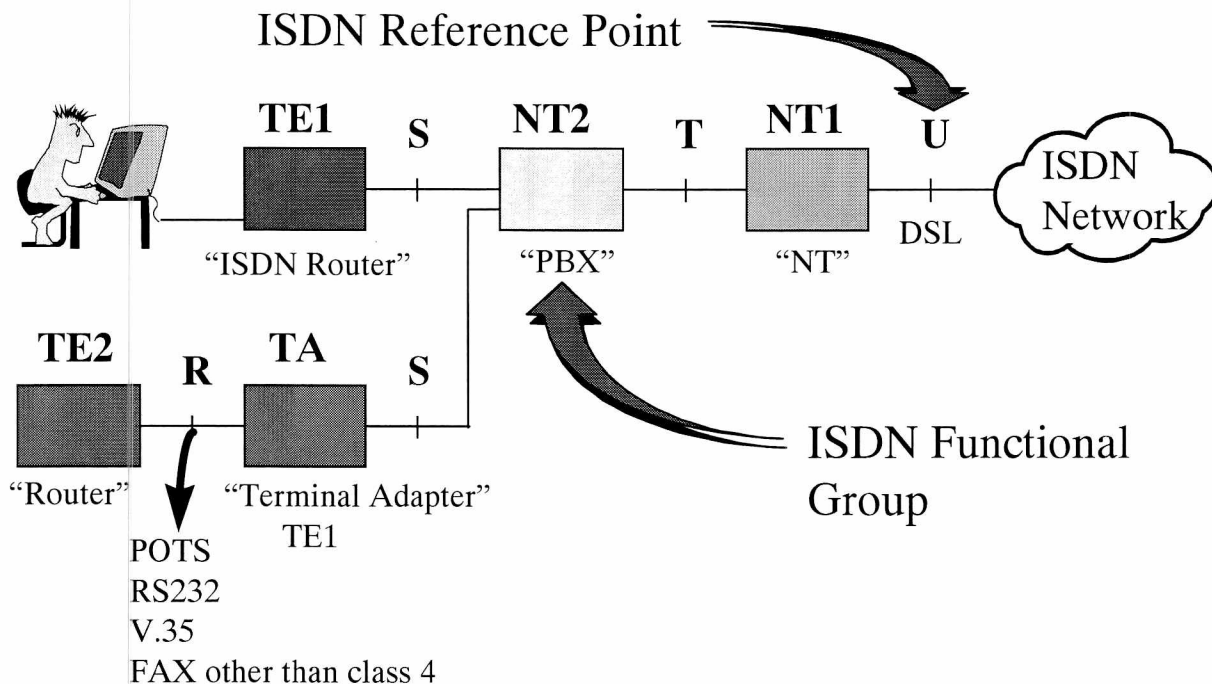 ISDN Reference Point
TE1
S
NT2
T
NT1
U
ISDN
Network
DSL
“ISDN Router”
“PBX”
“NT”
TE2
R
TA
S
“Router”
“Terminal Adapter”
TE1
ISDN Functional
Group
POTS
RS232
V.35
FAX other than class 4